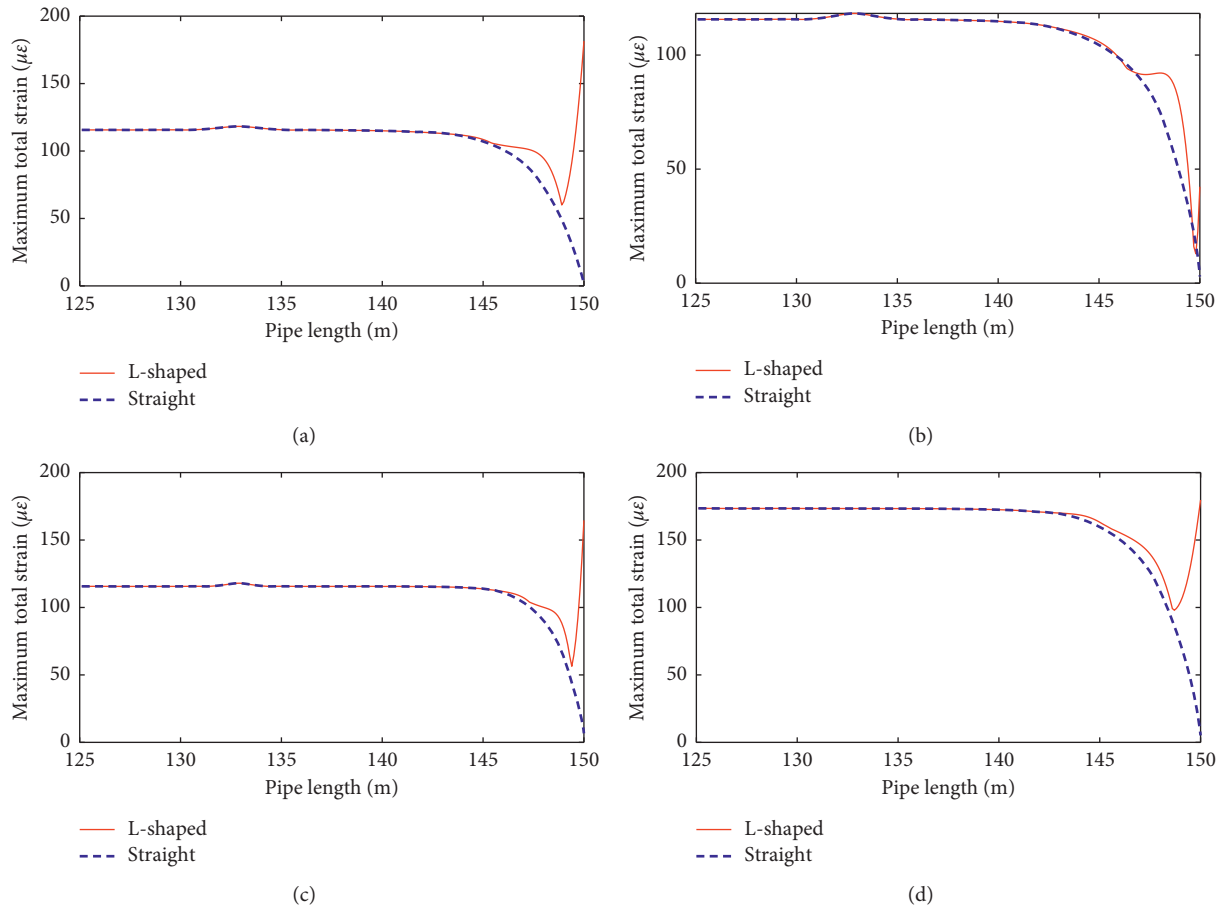 200
150
100
50
0
Maximum total strain (με)
125 130 135 140 145 150
Pipe length (m)
L-shaped
Straight
(a)
100
50
0
Maximum total strain (με)
125 130 135 140 145 150
Pipe length (m)
L-shaped
Straight
(b)
200
150
100
50
0
Maximum total strain (με)
125 130 135 140 145 150
Pipe length (m)
L-shaped
Straight
(c)
200
150
100
50
0
Maximum total strain (με)
125 130 135 140 145 150
Pipe length (m)
L-shaped
Straight
(d)